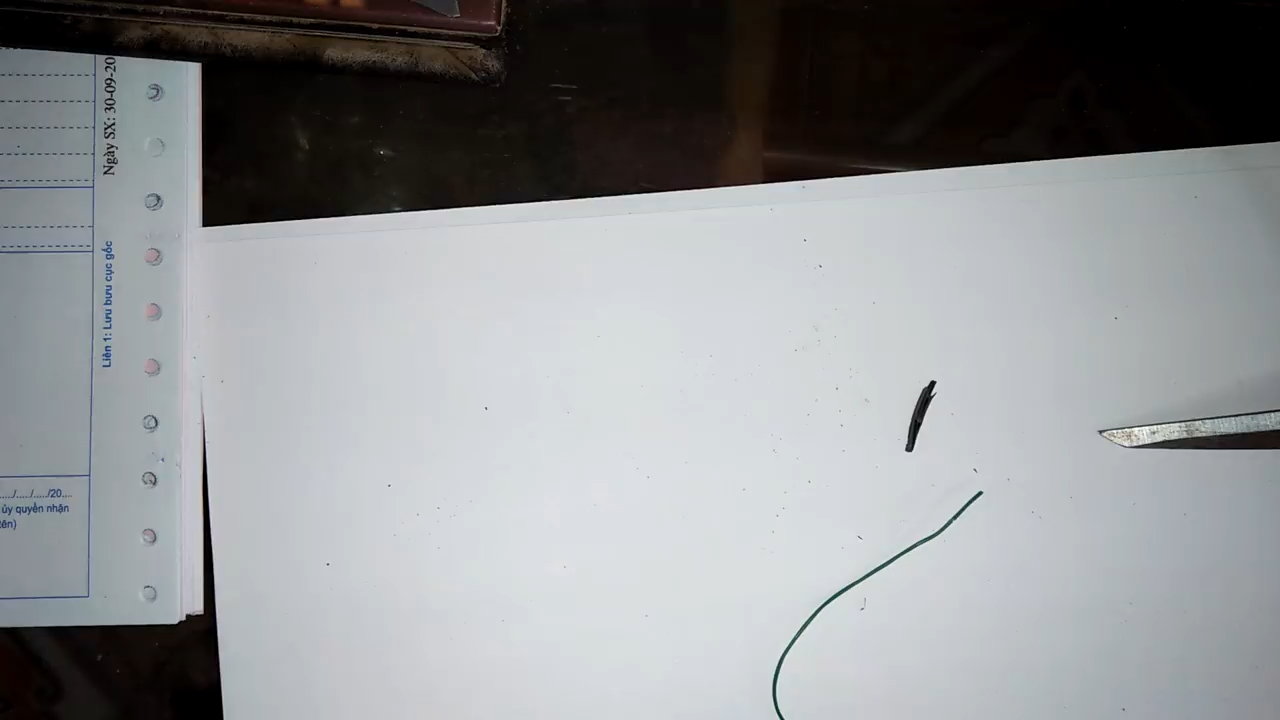 Ngày SX: 30-09-20
Liên 1: Lưu bưu cục gốc
...../...../...../20....
ủy quyền nhận
tên)